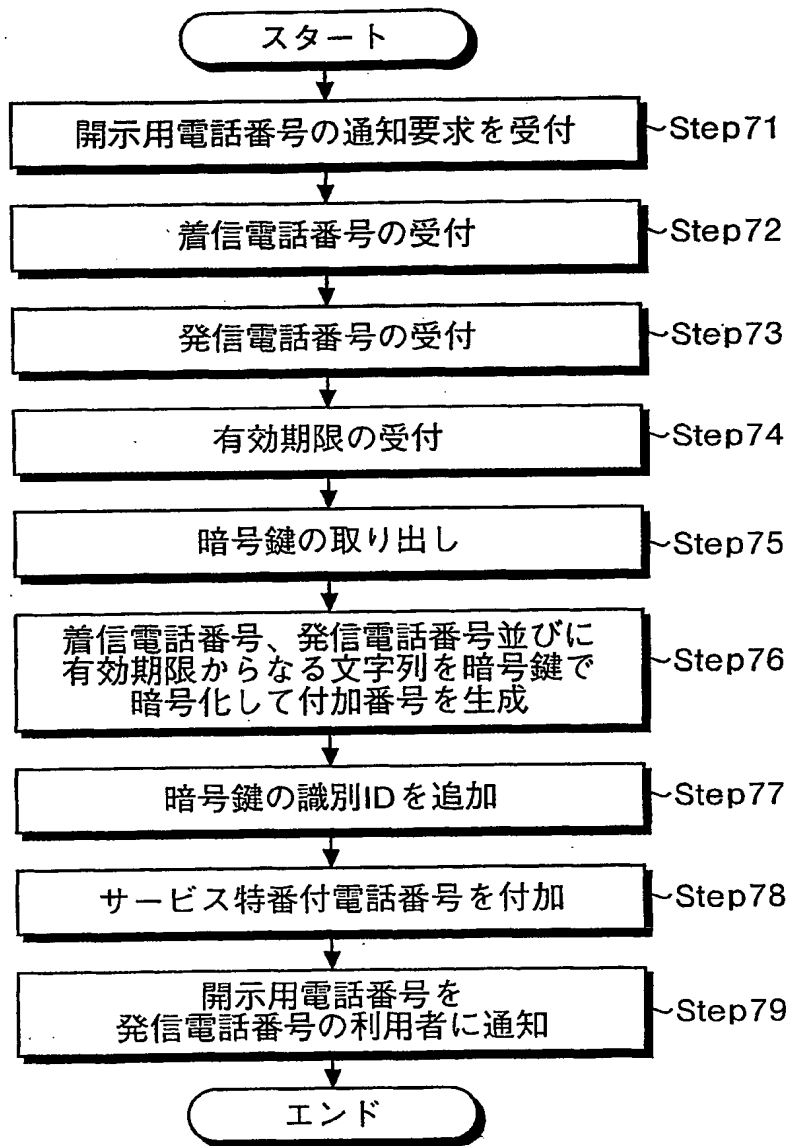 スタート
開示用電話番号の通知要求を受付
~Step71
着信電話番号の受付
~Step72
発信電話番号の受付
~Step73
有効期限の受付
~Step74
暗号鍵の取り出し
~Step75
着信電話番号、発信電話番号並びに
有効期限からなる文字列を暗号鍵で
暗号化して付加番号を生成
~Step76
暗号鍵の識別IDを追加
~Step77
サービス特番付電話番号を付加
~Step78
開示用電話番号を
発信電話番号の利用者に通知
~Step79
エンド